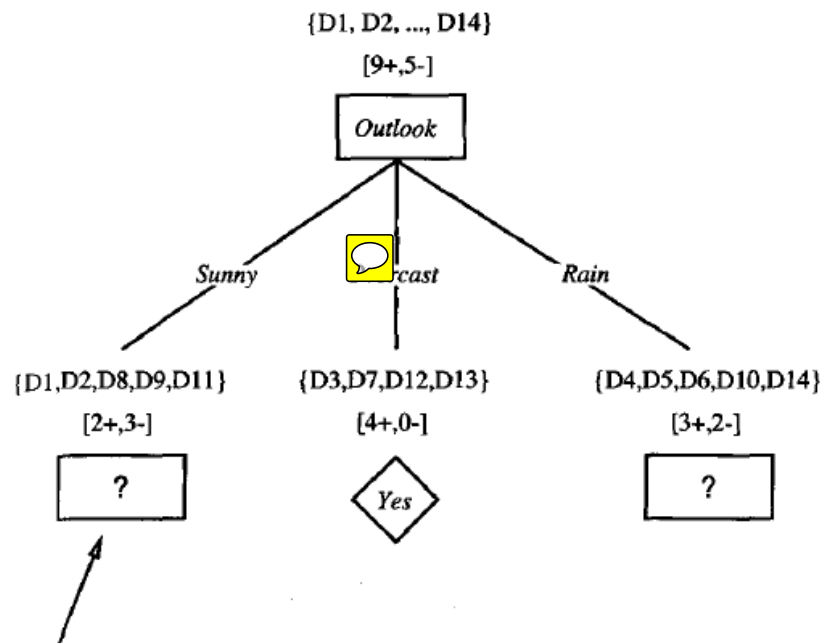 {D1, D2, ..., D14}
[9+,5-]
Outlook
Sunny
Rain
{D1,D2,D8,D9,D11}
{D3,D7,D12,D13}
{D4,D5,D6,D10,D14}
[2+,3-]
[4+,0-]
[3+,2-]
?
Yes
?